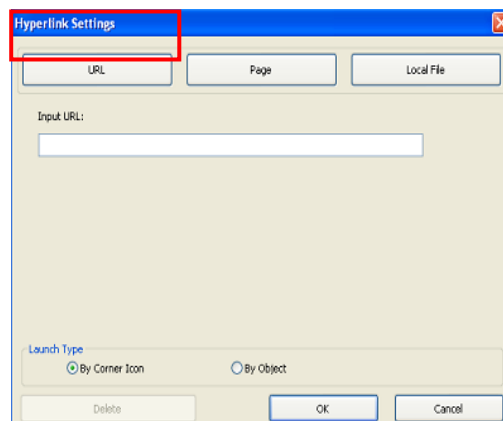 Hyperlink Settings
URL Page Local File
Input URL:
Launch Type
By Corner Icon By Object
Delete OK Cancel